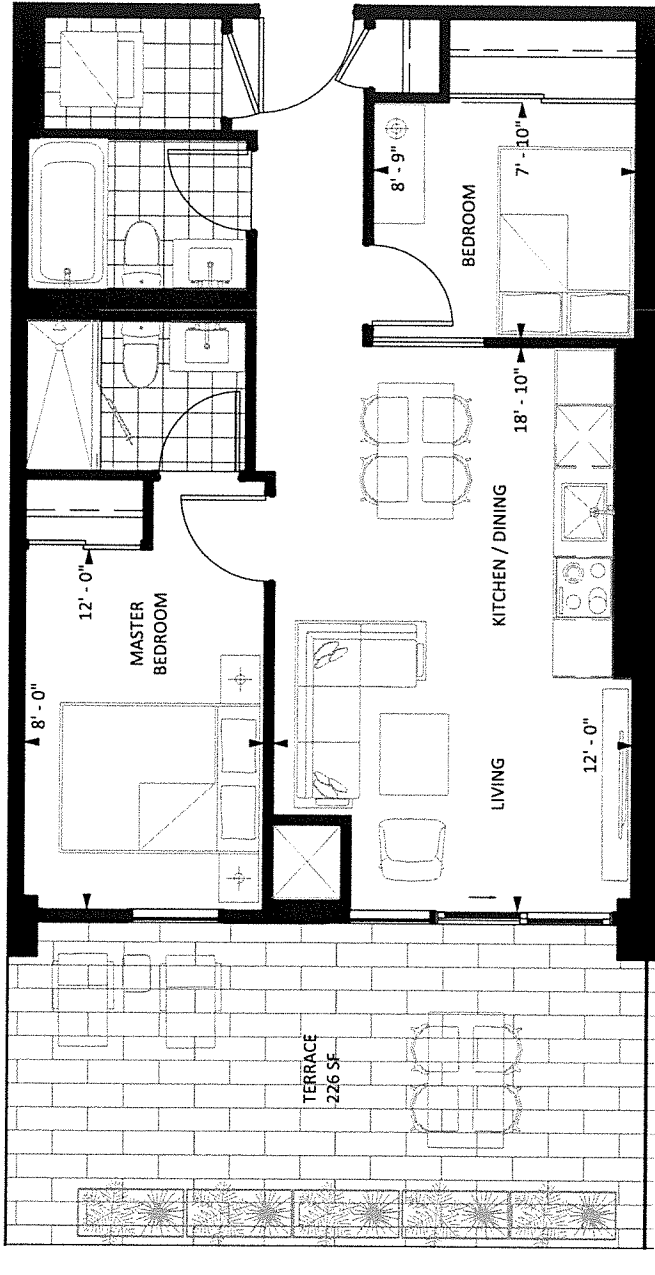 8' - 9"
7' - 10"
BEDROOM
18' - 10"
KITCHEN / DINING
12' - 0"
MASTER
BEDROOM
8' - 0"
LIVING
12' - 0"
TERRACE
226 SF